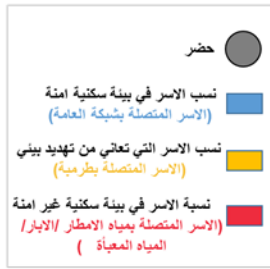 حضر
نسب الاسر في بيئة سكنية امنة
(الاسر المتصلة بشبكة العامة)
نسب الاسر التي تعاني من تهديد بيئي
(الاسر المتصلة بطرمبة)
نسبة الاسر في بيئة سكنية غير امنة
(الاسر المتصلة بمياه الامطار /الابار/
المياه المعبأة )